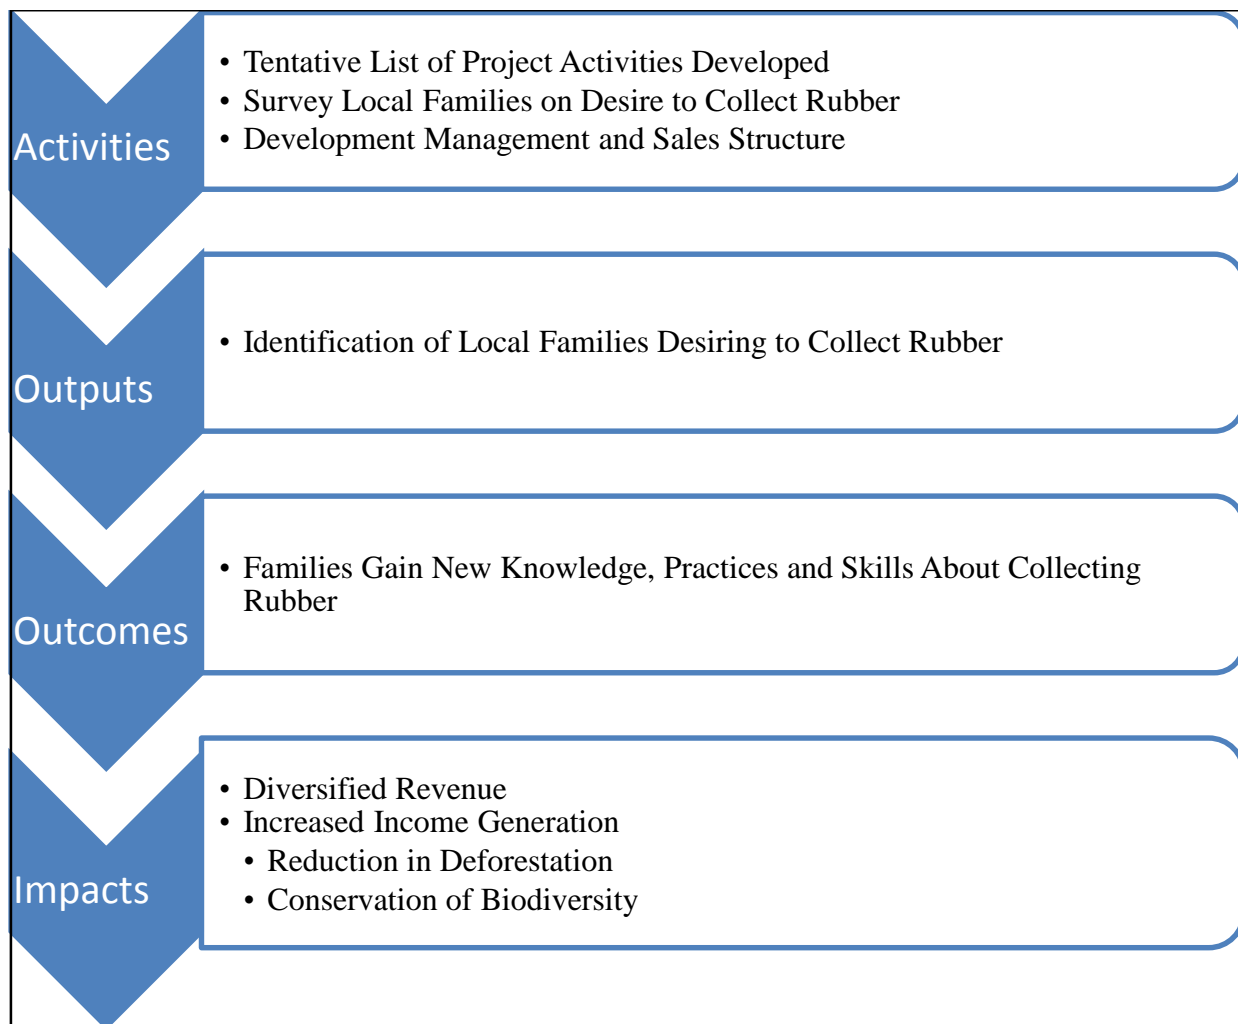 Activities
• Tentative List of Project Activities Developed
• Survey Local Families on Desire to Collect Rubber
• Development Management and Sales Structure
Outputs
• Identification of Local Families Desiring to Collect Rubber
Outcomes
• Families Gain New Knowledge, Practices and Skills About Collecting
Rubber
Impacts
• Diversified Revenue
• Increased Income Generation
• Reduction in Deforestation
• Conservation of Biodiversity